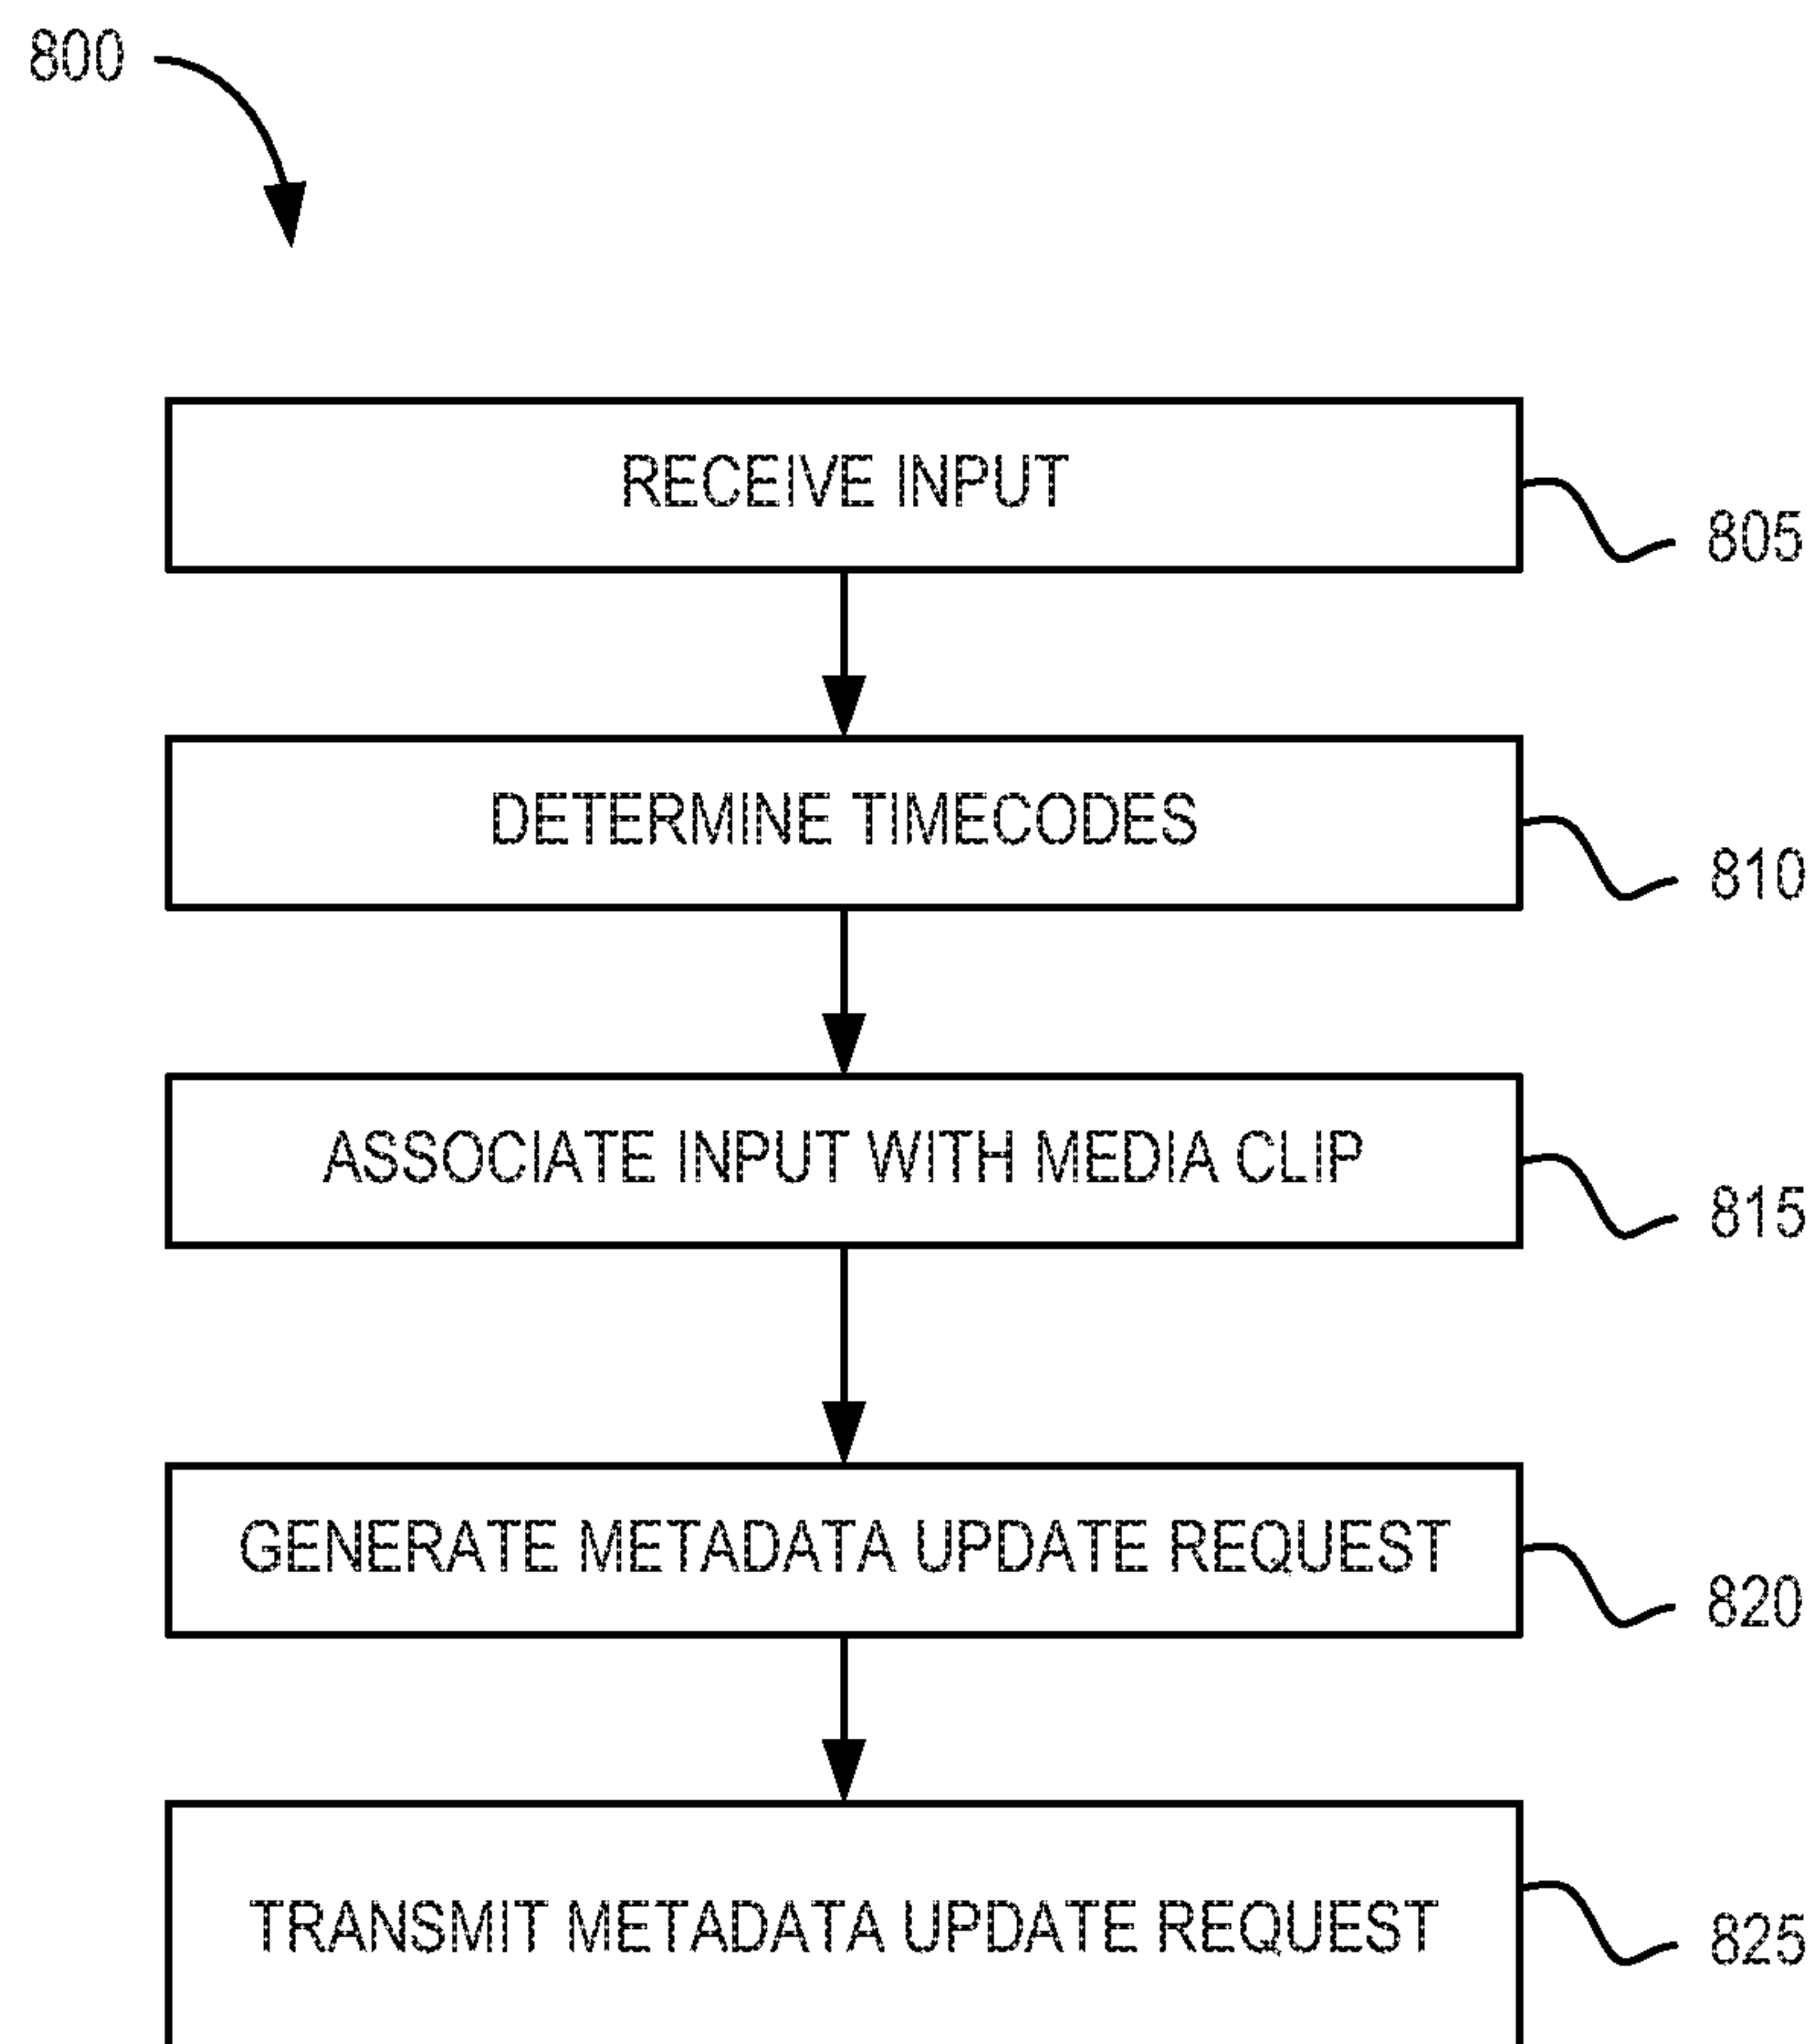 800
RECEIVE INPUT
805
DETERMINE TIMECODES
810
ASSOCIATE INPUT WITH MEDIA CLIP
815
GENERATE METADATA UPDATE REQUEST
820
TRANSMIT METADATA UPDATE REQUEST
825